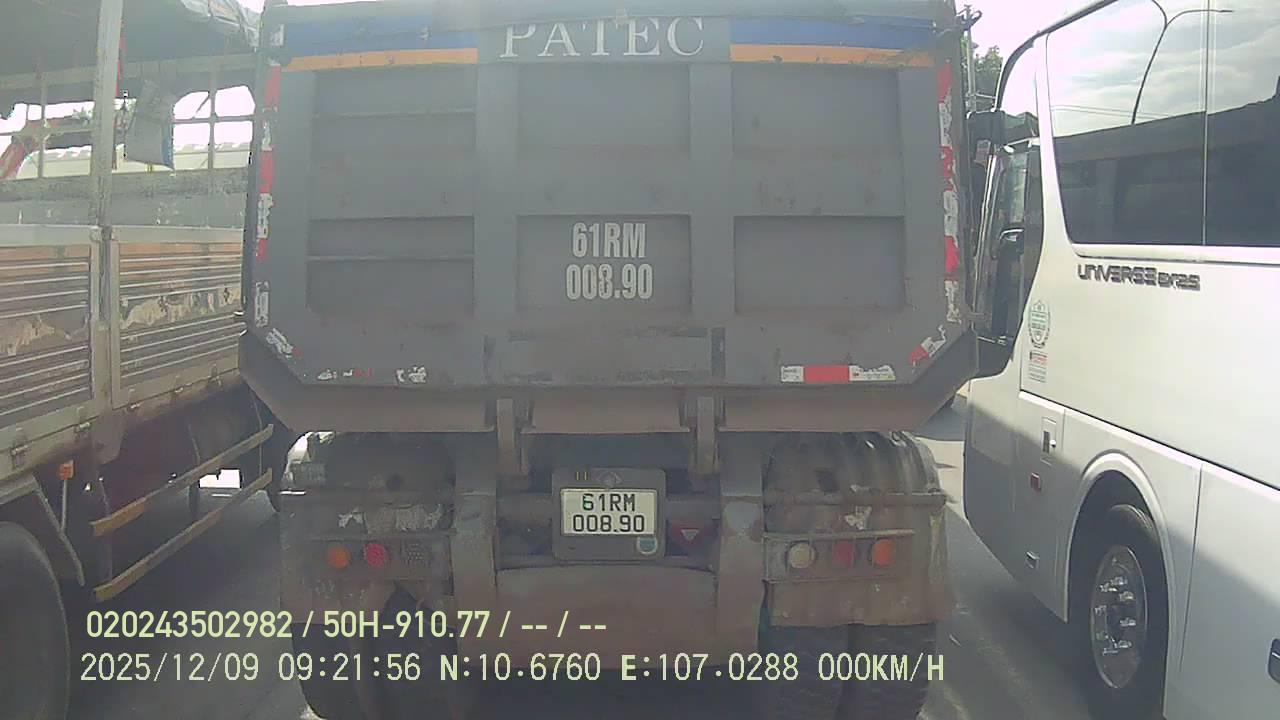 PATEC
61RM
008.90
UNIVERSE
61RM
008.90
020243502982 / 50H-910.77 / -- / --
2025/12/09 09:21:56 N:10.6760 E:107.0288 000KM/H